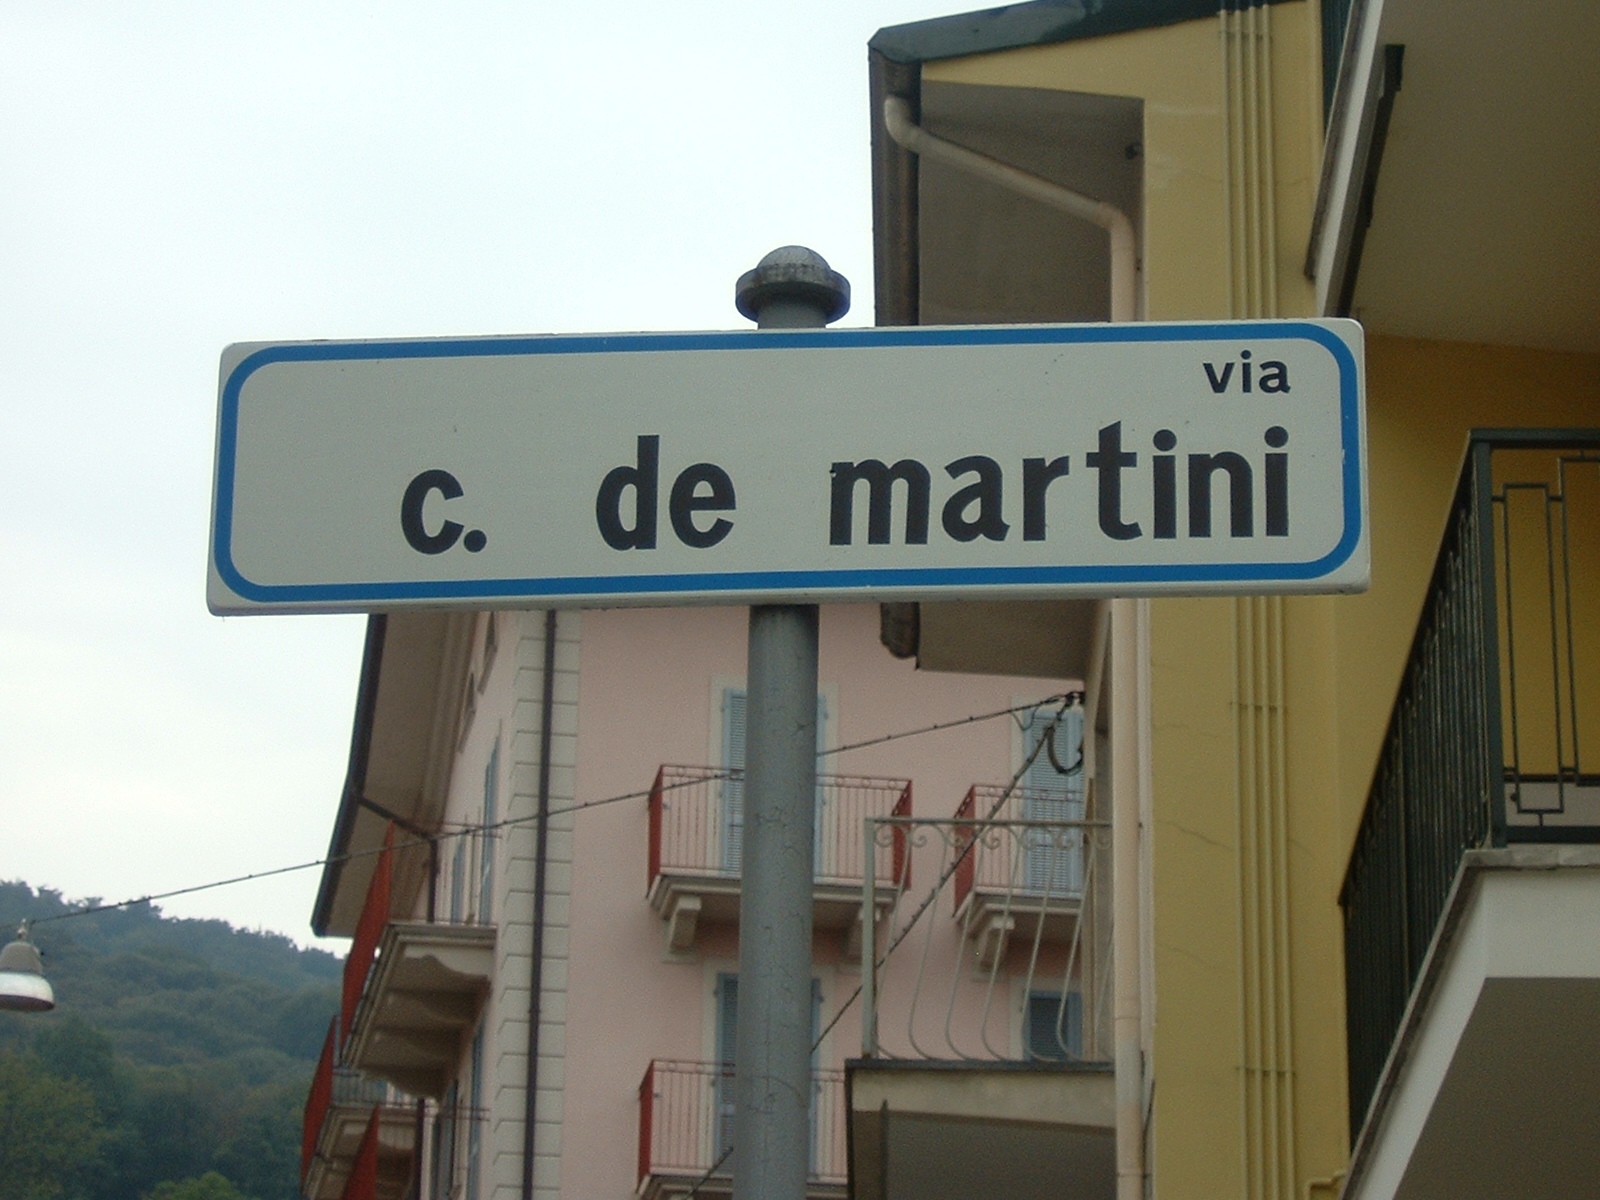 via
c. de martini